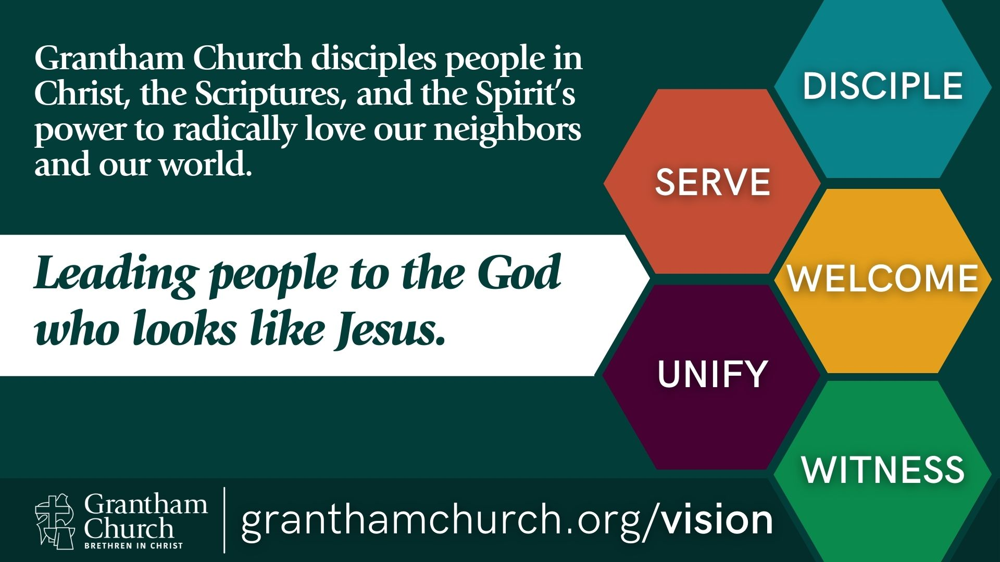 Grantham Church disciples people in
Christ, the Scriptures, and the Spirit’s
power to radically love our neighbors
and our world.
Leading people to the God
who looks like Jesus.
DISCIPLE
SERVE
WELCOME
UNIFY
WITNESS
Grantham
Church
BRETHREN IN CHRIST
granthamchurch.org/vision